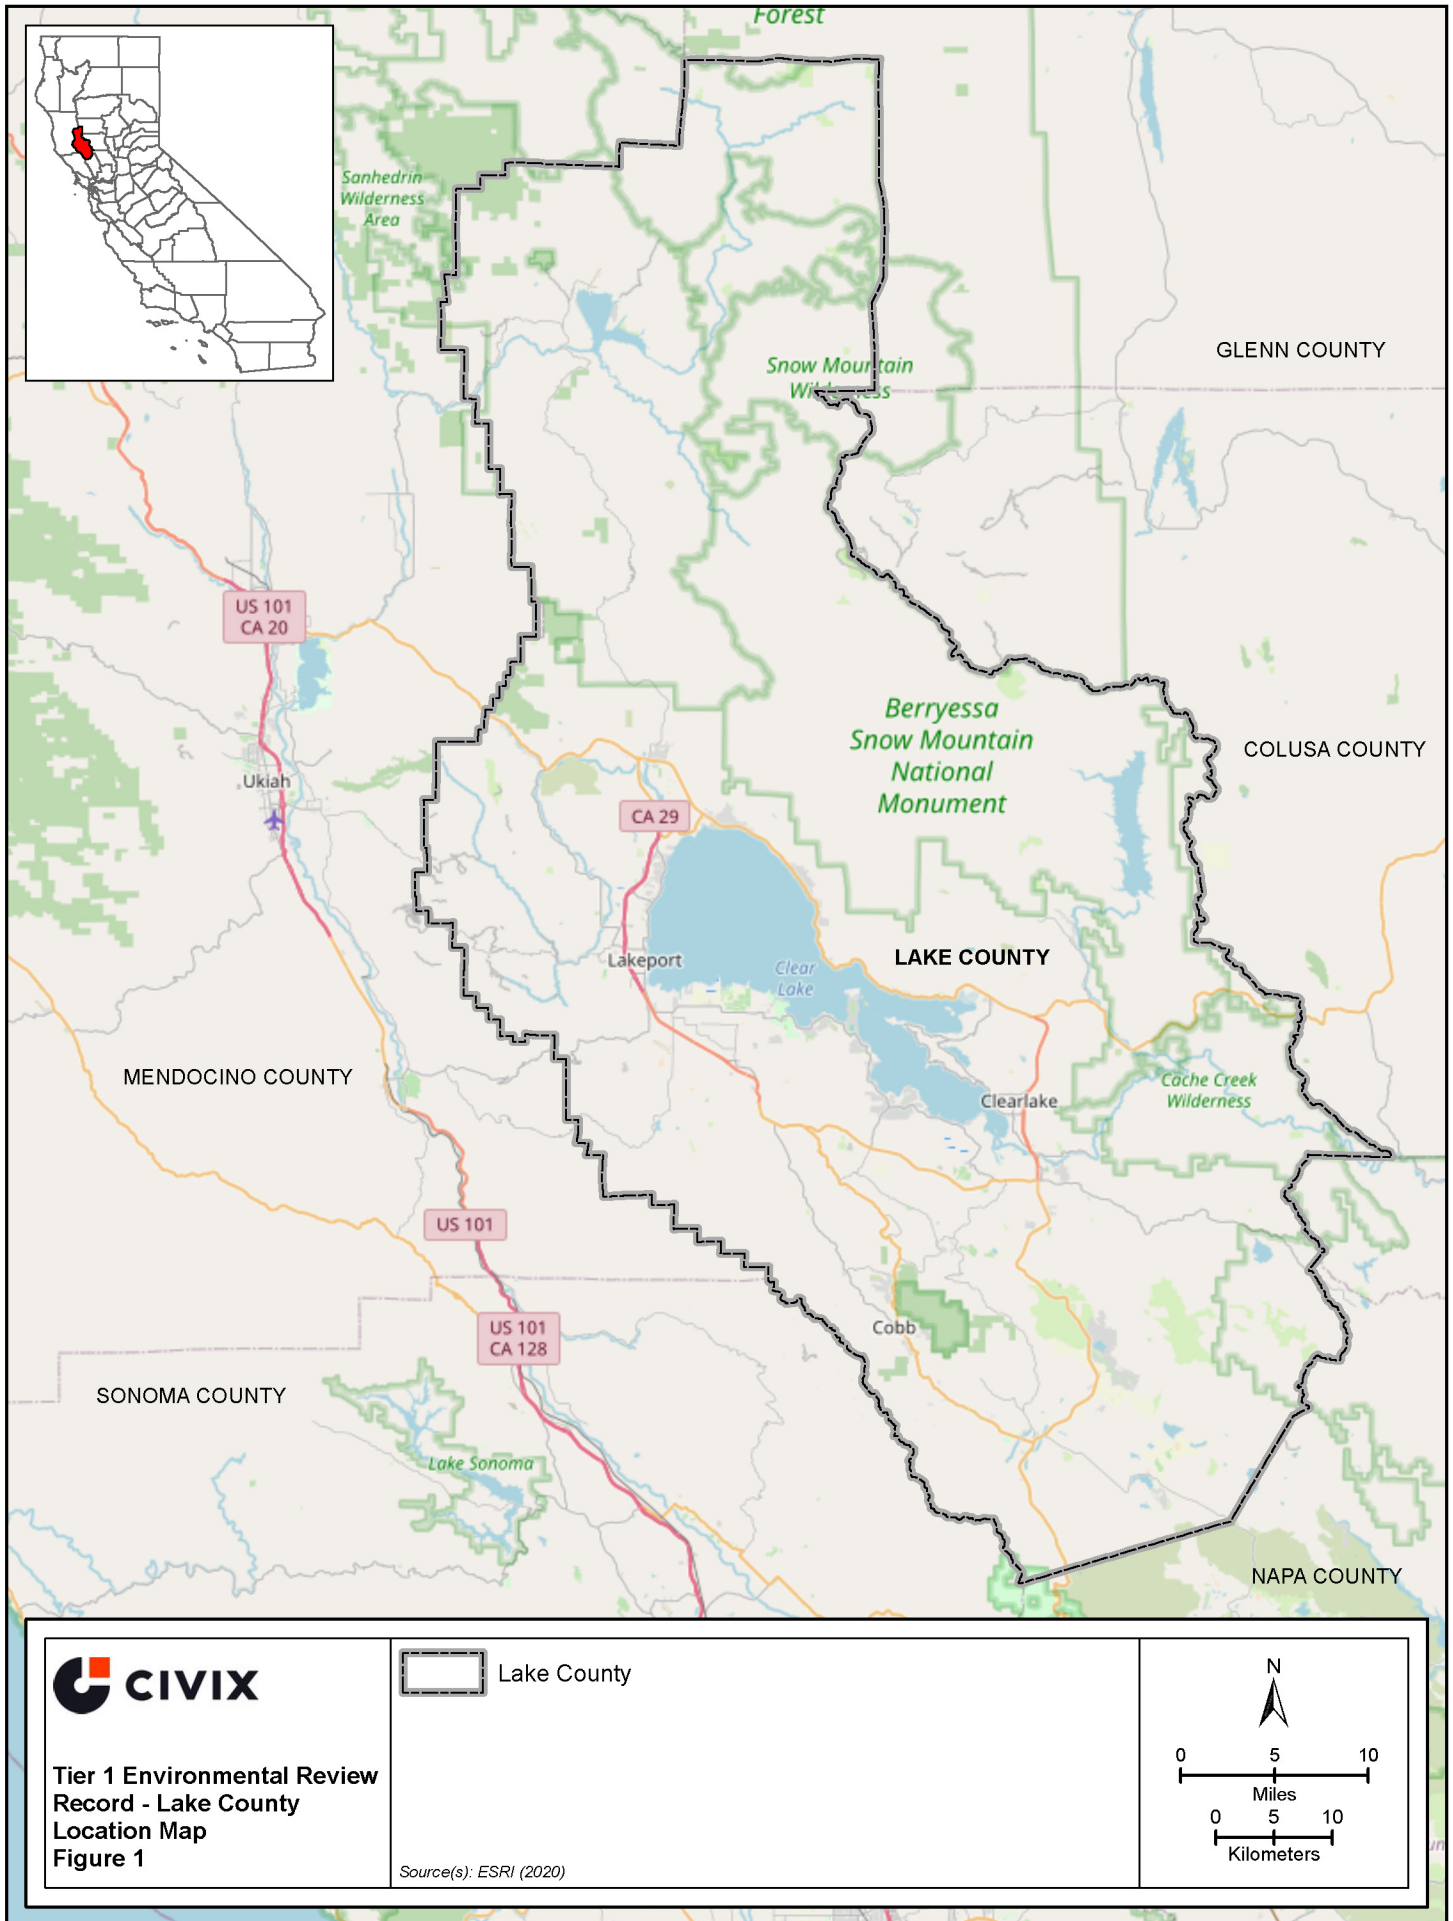 Forest
Sanhedrin
Wilderness
Area
GLENN COUNTY
Snow Mountain
Wilderness
US 101
CA 20
Berryessa
Snow Mountain
National
Monument
COLUSA COUNTY
Ukiah
CA 29
Lakeport
Clear
Lake
LAKE COUNTY
MENDOCINO COUNTY
Clearlake
Cache Creek
Wilderness
US 101
US 101
CA 128
Cobb
SONOMA COUNTY
Lake Sonoma
NAPA COUNTY
CIVIX
Tier 1 Environmental Review
Record - Lake County
Location Map
Figure 1
Lake County
Source(s): ESRI (2020)
N
0 5 10
Miles
0 5 10
Kilometers